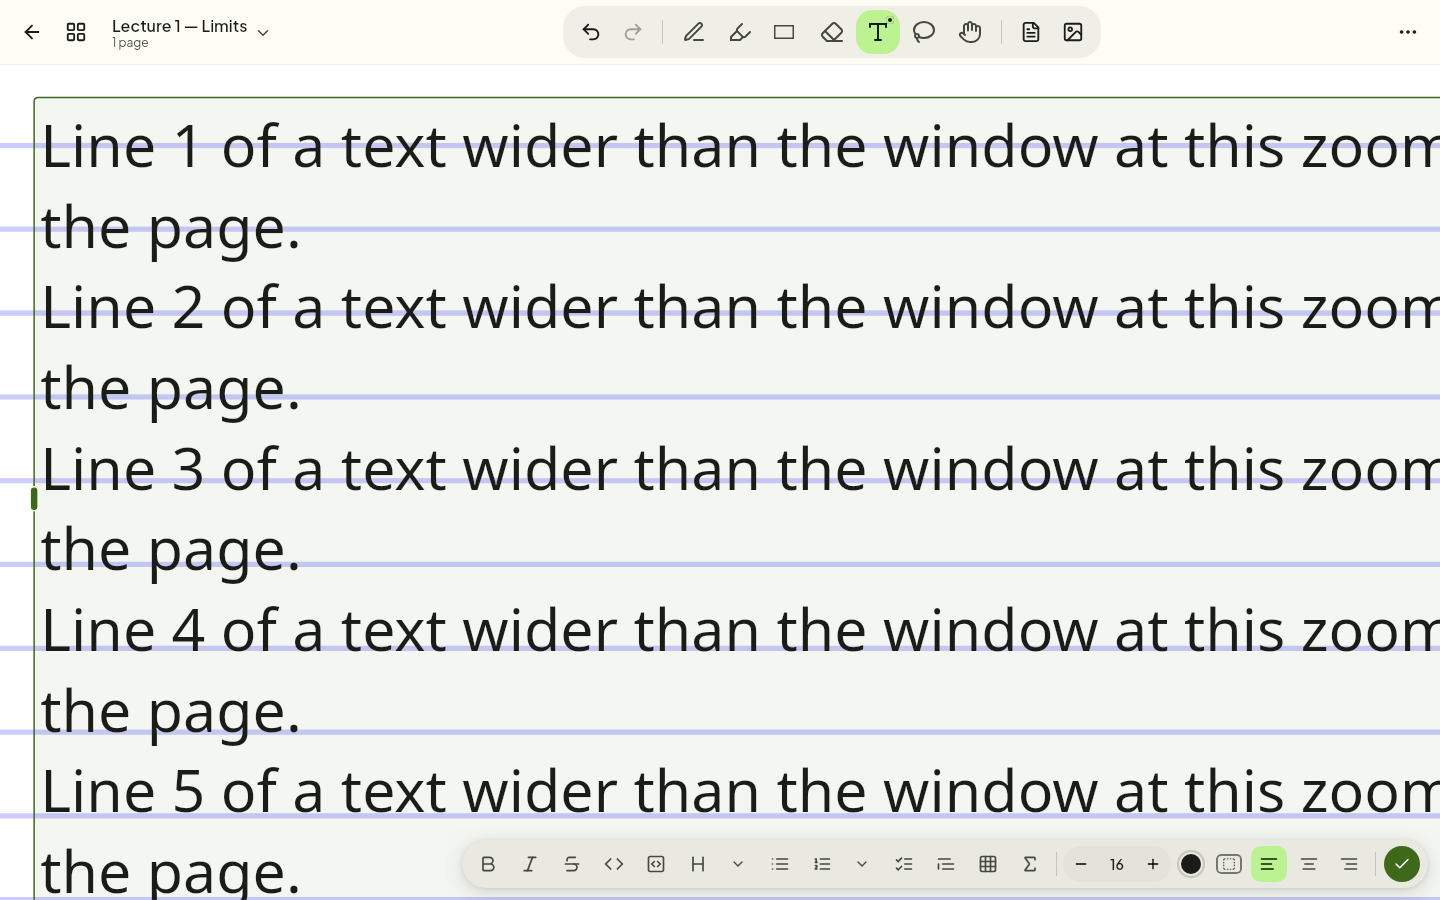 Lecture 1 — Limits
1 page
Line 1 of a text wider than the window at this zoom
the page.
Line 2 of a text wider than the window at this zoom
the page.
Line 3 of a text wider than the window at this zoom
the page.
Line 4 of a text wider than the window at this zoom
the page.
Line 5 of a text wider than the window at this zoom
the page.
16